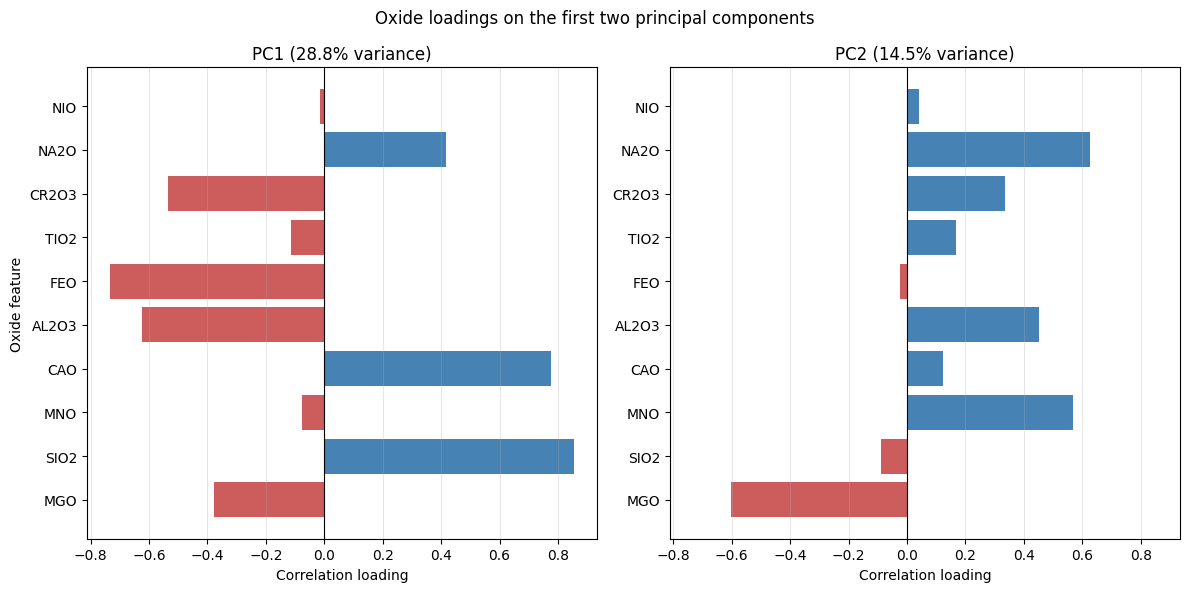 Oxide loadings on the first two principal components
PC1 (28.8% variance)
Oxide feature
NIO
NA2O
CR2O3
TIO2
FEO
AL2O3
CAO
MNO
SIO2
MGO
−0.8 −0.6 −0.4 −0.2 0.0 0.2 0.4 0.6 0.8
Correlation loading
PC2 (14.5% variance)
NIO
NA2O
CR2O3
TIO2
FEO
AL2O3
CAO
MNO
SIO2
MGO
−0.8 −0.6 −0.4 −0.2 0.0 0.2 0.4 0.6 0.8
Correlation loading